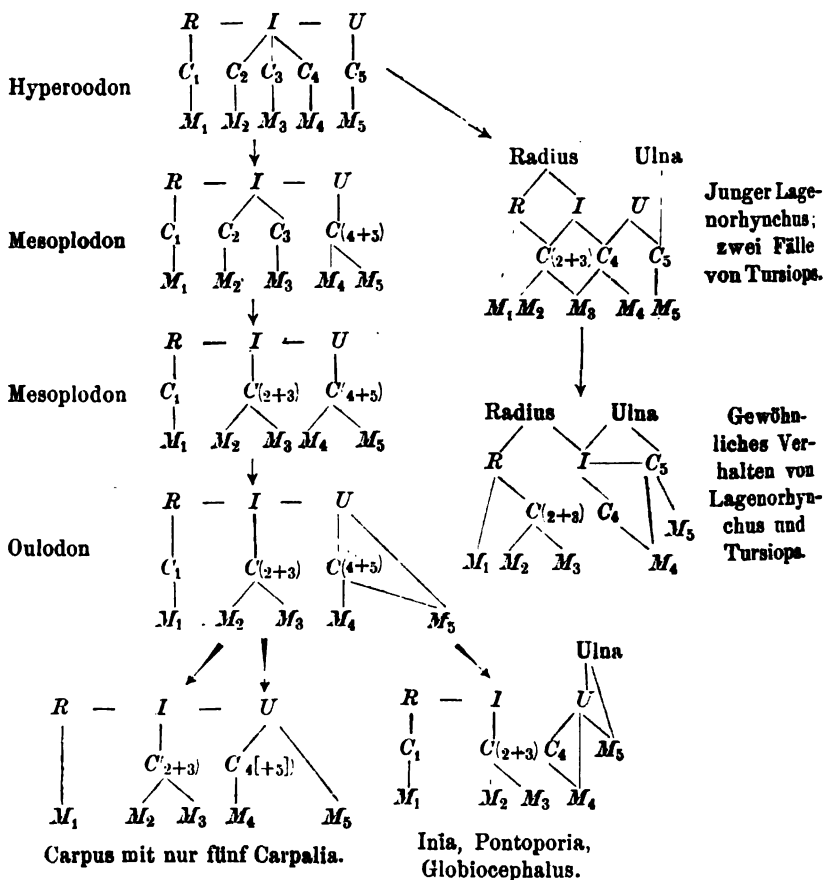 R — I — U
C₁ C₂ C₃ C₄ C₅
Hyperoodon
M₁ M₂ M₃ M₄ M₅
R — I — U
Mesoplodon
C₁ C₂ C₃ C(4+5)
M₁ M₂ M₃ M₄ M₅
R — I — U
Mesoplodon
C₁ C(2+3) C(4+5)
M₁ M₂ M₃ M₄ M₅
R — I — U
Oulodon
C₁ C(2+3) C(4+5)
M₁ M₂ M₃ M₄ M₅
R — I — U
C(2+3) C4[+5])
M₁ M₂ M₃ M₄ M₅
Carpus mit nur fünf Carpalia.
Radius Ulna
R I U
C(2+3) C₄ C₅
M₁ M₂ M₃ M₄ M₅
Junger Lage-
norhynchus;
zwei Fälle
von Tursiops.
Radius Ulna
R I C₅
C(2+3) C₄
M₅
M₁ M₂ M₃ M₄
Gewöhn-
liches Ver-
halten von
Lagenorhyn-
chus und
Tursiops.
Ulna
R — I U
C₁ C(2+3) C₄ M₅
M₁ M₂ M₃ M₄
Inia, Pontoporia,
Globiocephalus.